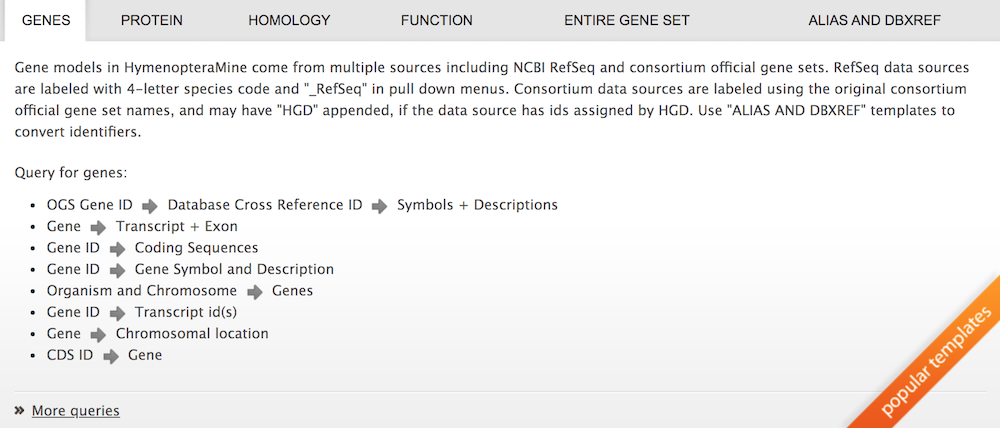 GENES PROTEIN HOMOLOGY FUNCTION ENTIRE GENE SET ALIAS AND DBXREF
Gene models in HymenopteraMine come from multiple sources including NCBI RefSeq and consortium official gene sets. RefSeq data sources
are labeled with 4-letter species code and "_RefSeq" in pull down menus. Consortium data sources are labeled using the original consortium
official gene set names, and may have "HGD" appended, if the data source has ids assigned by HGD. Use "ALIAS AND DBXREF" templates to
convert identifiers.
Query for genes:
• OGS Gene ID ➡ Database Cross Reference ID ➡ Symbols + Descriptions
• Gene ➡ Transcript + Exon
• Gene ID ➡ Coding Sequences
• Gene ID ➡ Gene Symbol and Description
• Organism and Chromosome ➡ Genes
• Gene ID ➡ Transcript id(s)
• Gene ➡ Chromosomal location
• CDS ID ➡ Gene
» More queries
popular templates